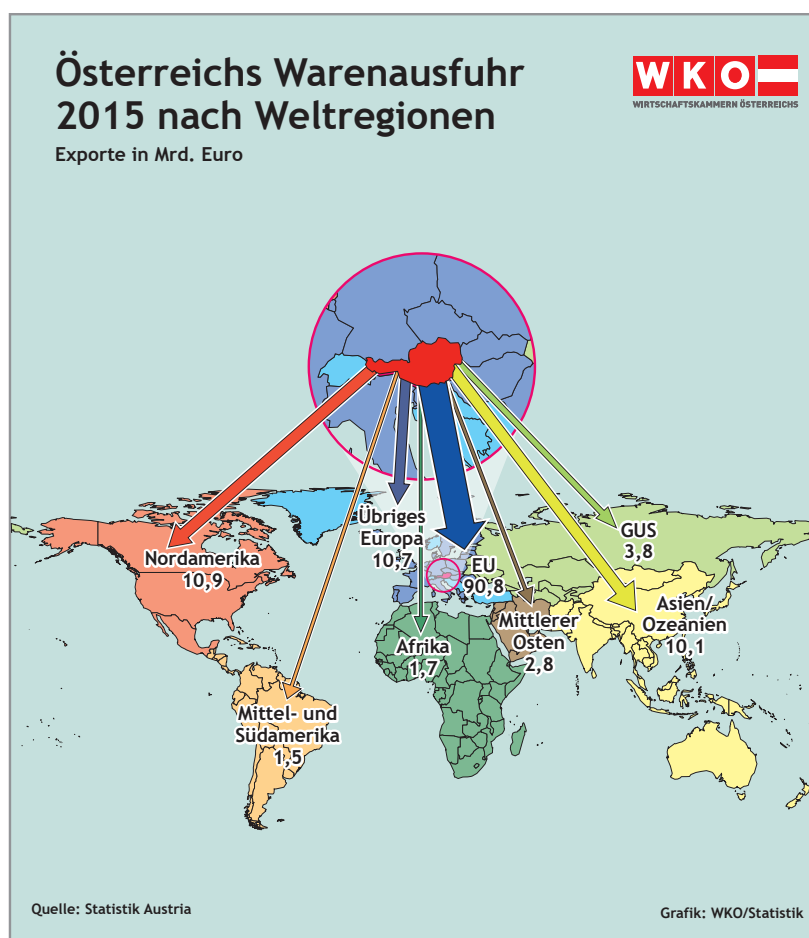 Österreichs Warenausfuhr
2015 nach Weltregionen
Exporte in Mrd. Euro
WKO
WIRTSCHAFTSKAMMERN ÖSTERREICHS
Nordamerika
10,9
Übriges
Europa
10,7
EU
90,8
GUS
3,8
Asien/
Ozeanien
10,1
Mittlerer
Osten
2,8
Afrika
1,7
Mittel- und
Südamerika
1,5
Quelle: Statistik Austria
Grafik: WKO/Statistik